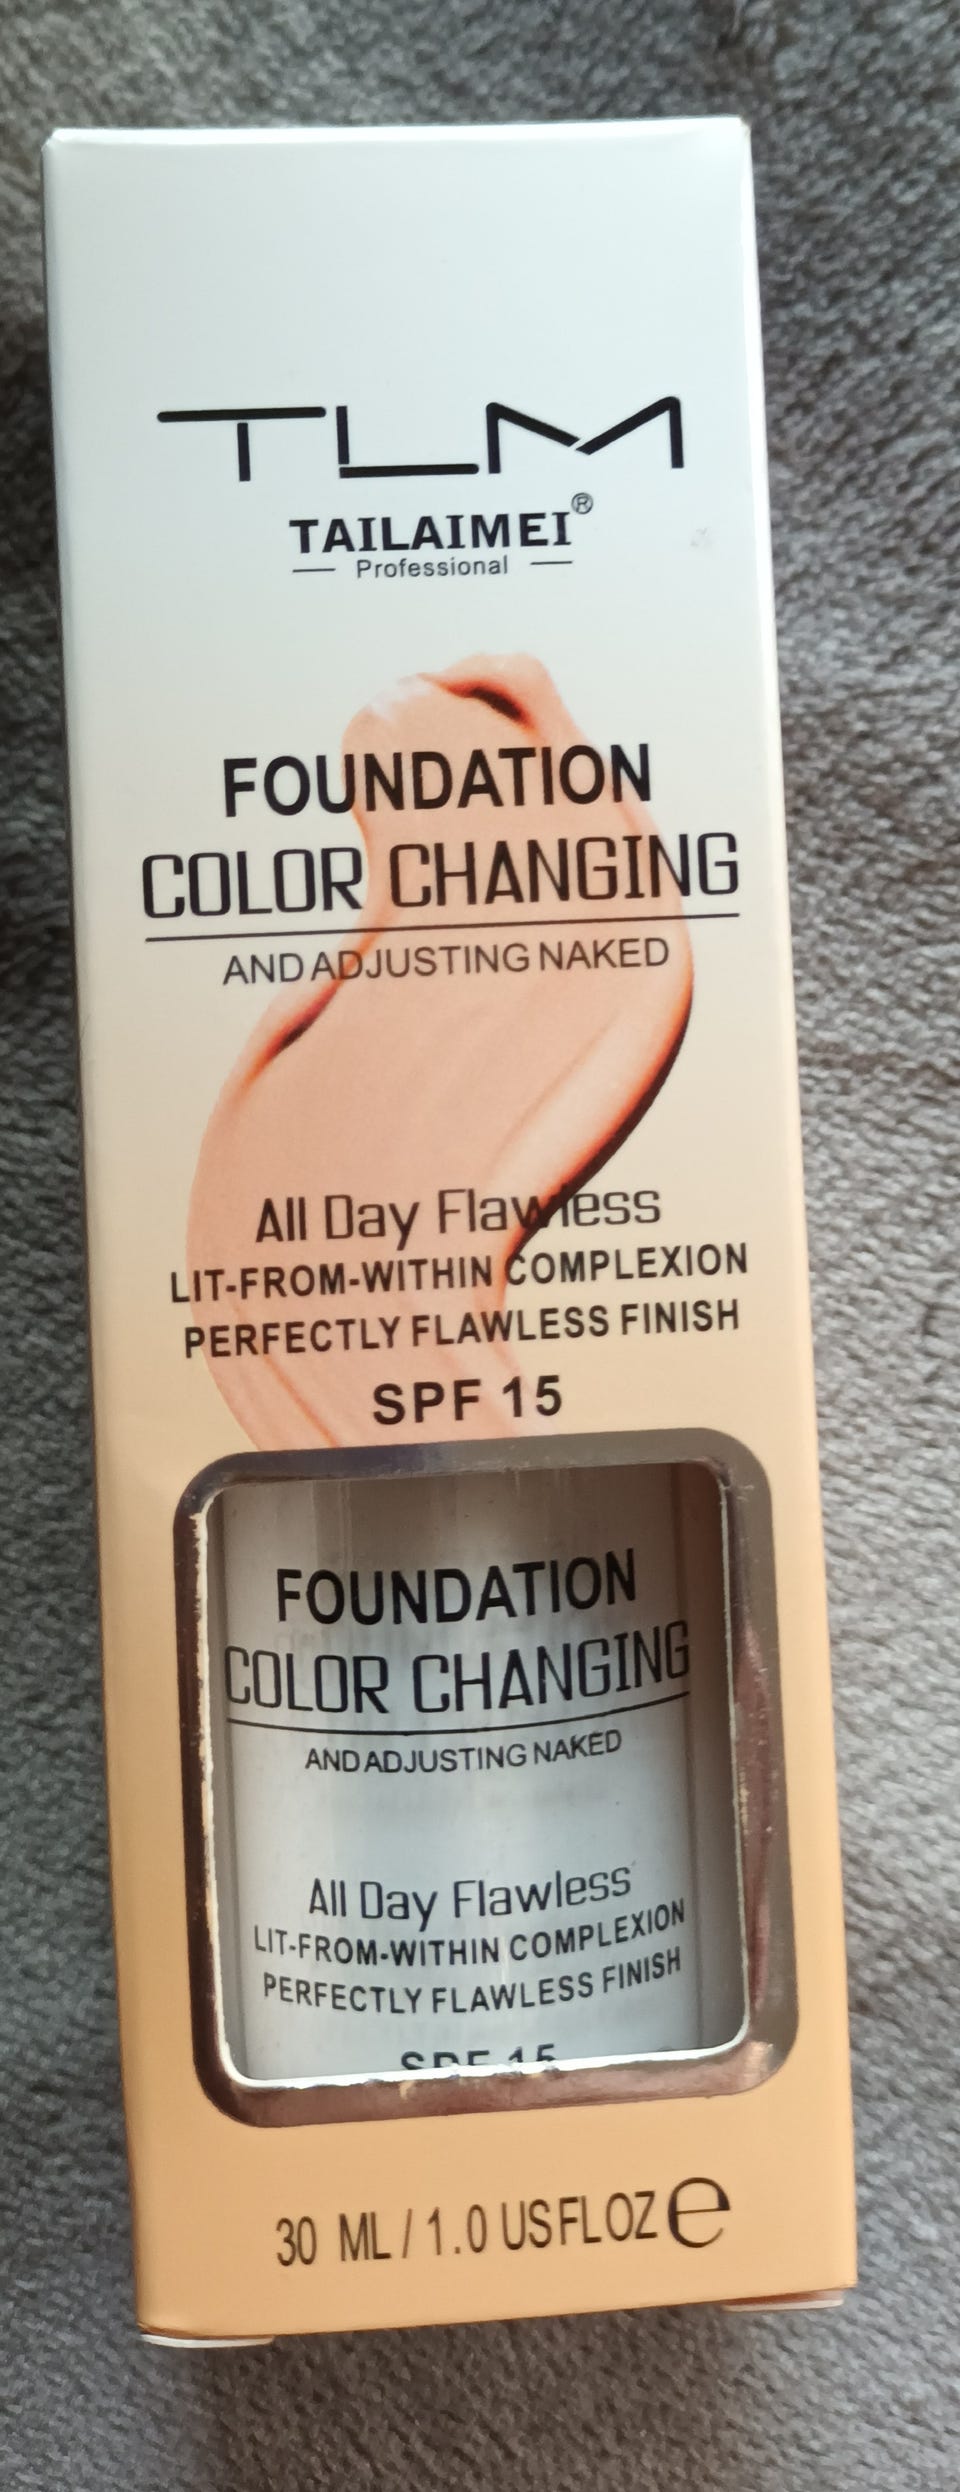 TLM
TAILAIMEI®
Professional
FOUNDATION
COLOR CHANGING
AND ADJUSTING NAKED
All Day Flawless
LIT-FROM-WITHIN COMPLEXION
PERFECTLY FLAWLESS FINISH
SPF 15
FOUNDATION
COLOR CHANGING
AND ADJUSTING NAKED
All Day Flawless
LIT-FROM-WITHIN COMPLEXION
PERFECTLY FLAWLESS FINISH
SPF 15
30 ML / 1.0 US FL OZ ℮